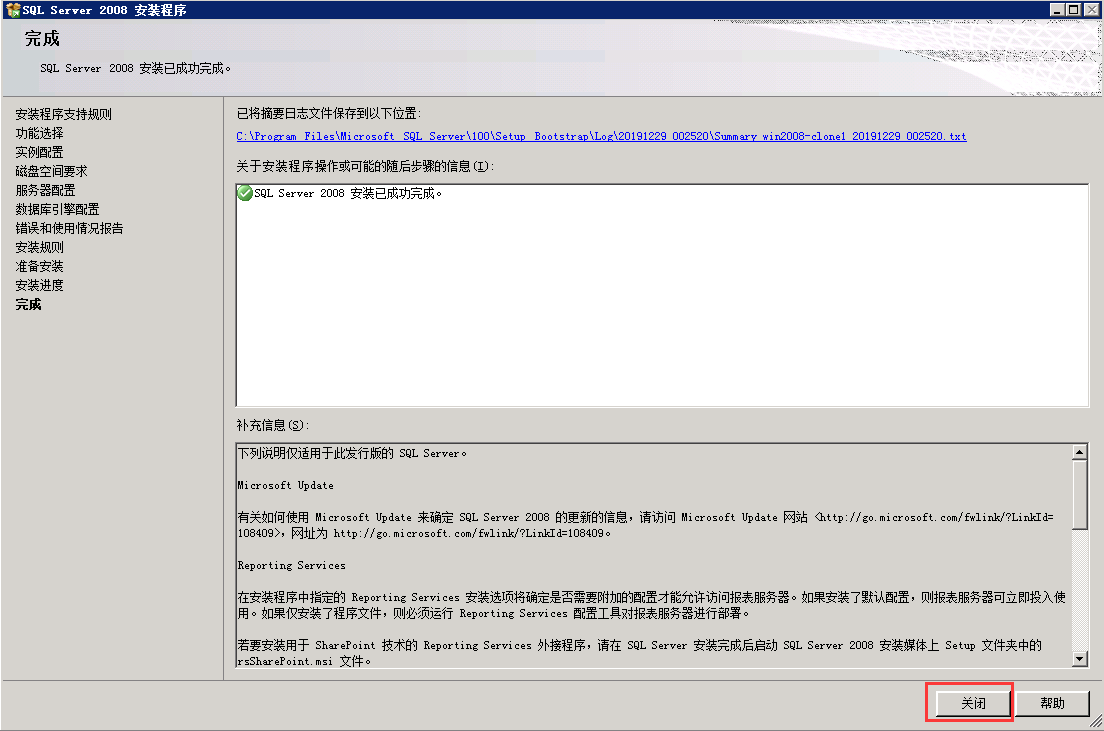 SQL Server 2008 安装程序
完成
SQL Server 2008 安装已成功完成。
安装程序支持规则
功能选择
实例配置
磁盘空间要求
服务器配置
数据库引擎配置
错误和使用情况报告
安装规则
准备安装
安装进度
完成
已将摘要日志文件保存到以下位置:
C:\Program Files\Microsoft SQL Server\100\Setup Bootstrap\Log\20191229_002520\Summary_win2008-clone1_20191229_002520.txt
关于安装程序操作或可能的随后步骤的信息(I):
SQL Server 2008 安装已成功完成。
补充信息(S):
下列说明仅适用于此发行版的 SQL Server。
Microsoft Update
有关如何使用 Microsoft Update 来确定 SQL Server 2008 的更新的信息，请访问 Microsoft Update 网站 <http://go.microsoft.com/fwlink/?LinkId=
108409>，网址为 http://go.microsoft.com/fwlink/?LinkId=108409。
Reporting Services
在安装程序中指定的 Reporting Services 安装选项将确定是否需要附加的配置才能允许访问报表服务器。如果安装了默认配置，则报表服务器可立即投入使
用。如果仅安装了程序文件，则必须运行 Reporting Services 配置工具对报表服务器进行部署。
若要安装用于 SharePoint 技术的 Reporting Services 外接程序，请在 SQL Server 安装完成后启动 SQL Server 2008 安装媒体上 Setup 文件夹中的
rsSharePoint.msi 文件。
关闭
帮助